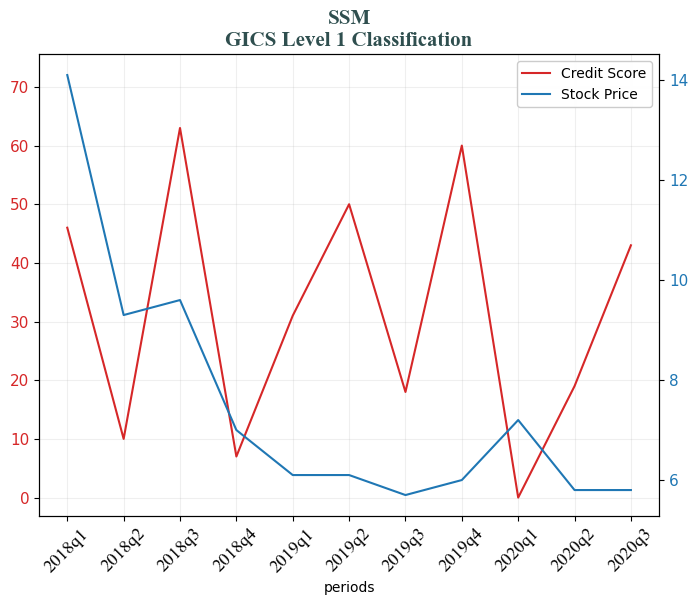 SSM
GICS Level 1 Classification
Credit Score
Stock Price
70
60
50
40
30
20
10
0
14
12
10
8
6
2018q1
2018q2
2018q3
2018q4
2019q1
2019q2
2019q3
2019q4
2020q1
2020q2
2020q3
periods